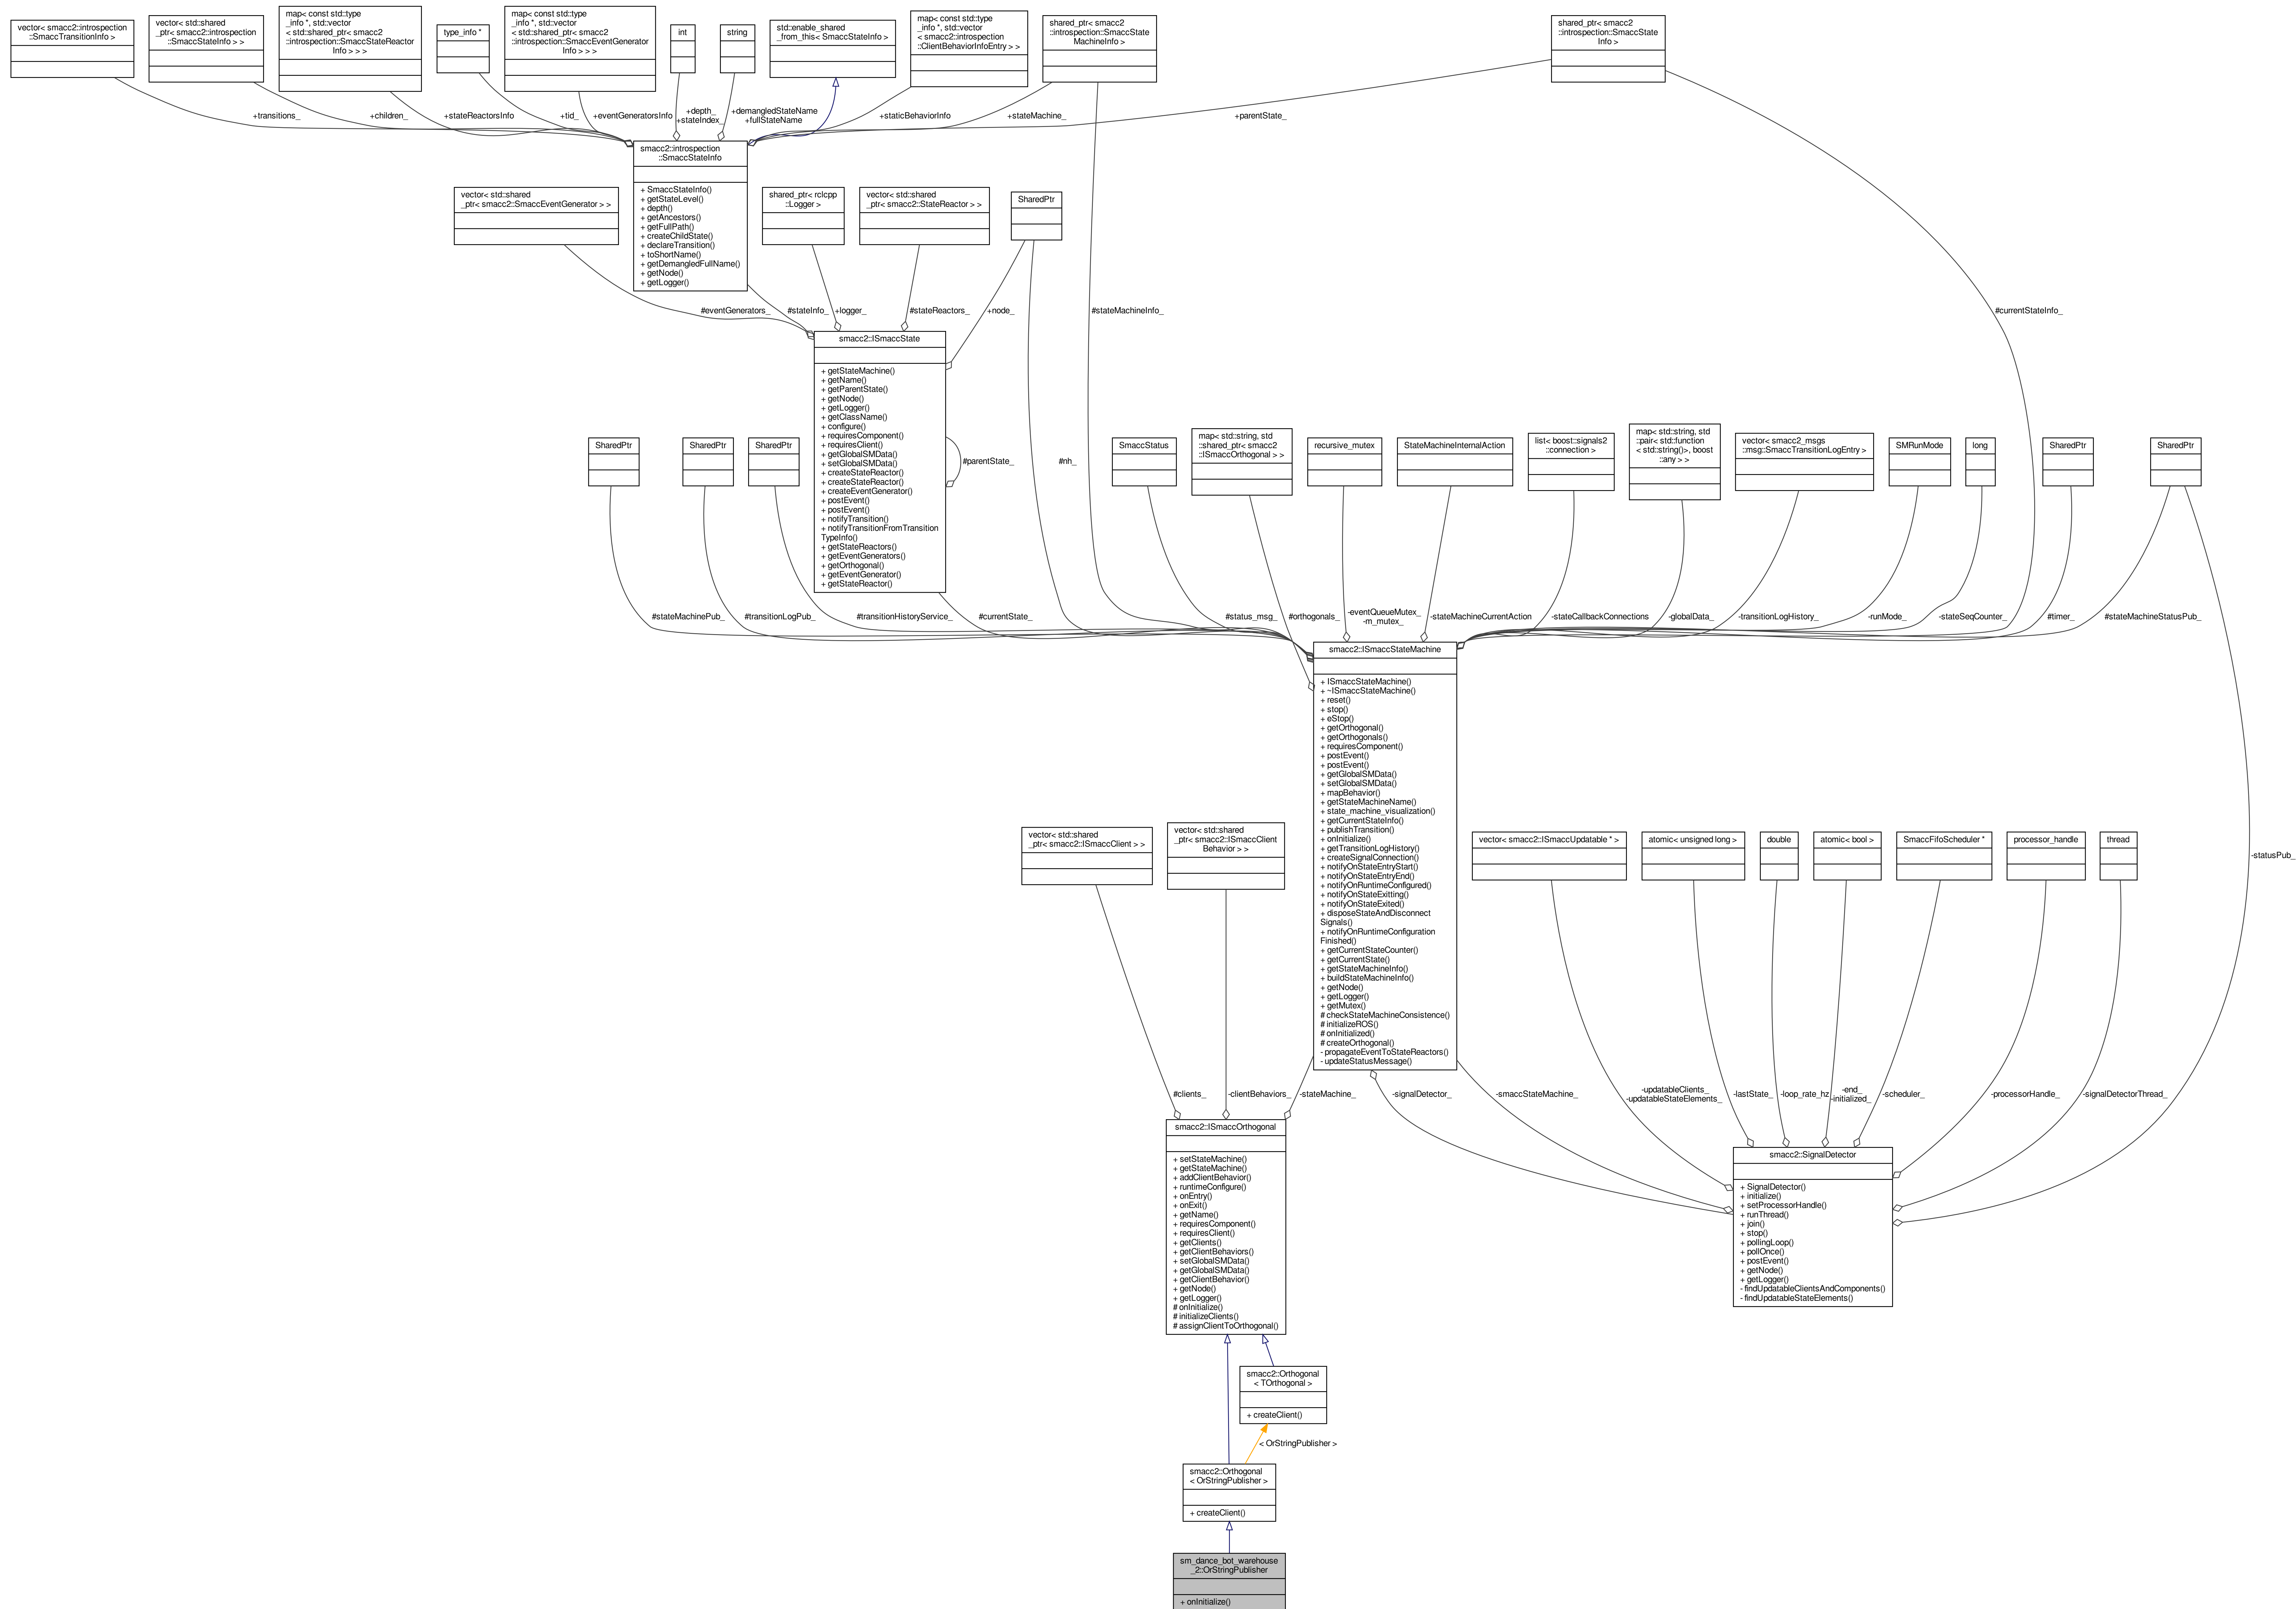 vector< smacc2::introspection
::SmaccTransitionInfo >
vector< std::shared
_ptr< smacc2::introspection
::SmaccStateInfo > >
map< const std::type
_info *, std::vector
< std::shared_ptr< smacc2
::introspection::SmaccStateReactor
Info > > >
type_info *
map< const std::type
_info *, std::vector
< std::shared_ptr< smacc2
::introspection::SmaccEventGenerator
Info > > >
int
string
std::enable_shared
_from_this< SmaccStateInfo >
map< const std::type
_info *, std::vector
< smacc2::introspection
::ClientBehaviorInfoEntry > >
shared_ptr< smacc2
::introspection::SmaccState
MachineInfo >
shared_ptr< smacc2
::introspection::SmaccState
Info >
+transitions_
+children_
+stateReactorsInfo
+tid_
+eventGeneratorsInfo
+depth_
+stateIndex_
+demangledStateName
+fullStateName
+staticBehaviorInfo
+stateMachine_
+parentState_
smacc2::introspection
::SmaccStateInfo
+ SmaccStateInfo()
+ getStateLevel()
+ depth()
+ getAncestors()
+ getFullPath()
+ createChildState()
+ declareTransition()
+ toShortName()
+ getDemangledFullName()
+ getNode()
+ getLogger()
vector< std::shared
_ptr< smacc2::SmaccEventGenerator > >
shared_ptr< rclcpp
::Logger >
vector< std::shared
_ptr< smacc2::StateReactor > >
SharedPtr
#eventGenerators_
#stateInfo_
+logger_
#stateReactors_
+node_
#stateMachineInfo_
#currentStateInfo_
smacc2::ISmaccState
+ getStateMachine()
+ getName()
+ getParentState()
+ getNode()
+ getLogger()
+ getClassName()
+ configure()
+ requiresComponent()
+ requiresClient()
+ getGlobalSMData()
+ setGlobalSMData()
+ createStateReactor()
+ createStateReactor()
+ createEventGenerator()
+ postEvent()
+ postEvent()
+ notifyTransition()
+ notifyTransitionFromTransition
TypeInfo()
+ getStateReactors()
+ getEventGenerators()
+ getOrthogonal()
+ getEventGenerator()
+ getStateReactor()
#parentState_
#nh_
SharedPtr
SharedPtr
SharedPtr
SmaccStatus
map< std::string, std
::shared_ptr< smacc2
::ISmaccOrthogonal > >
recursive_mutex
StateMachineInternalAction
list< boost::signals2
::connection >
map< std::string, std
::pair< std::function
< std::string()>, boost
::any > >
vector< smacc2_msgs
::msg::SmaccTransitionLogEntry >
SMRunMode
long
SharedPtr
SharedPtr
#stateMachinePub_
#transitionLogPub_
#transitionHistoryService_
#currentState_
#status_msg_
#orthogonals_
-eventQueueMutex_
-m_mutex_
-stateMachineCurrentAction
-stateCallbackConnections
-globalData_
-transitionLogHistory_
-runMode_
-stateSeqCounter_
#timer_
#stateMachineStatusPub_
smacc2::ISmaccStateMachine
+ ISmaccStateMachine()
+ ~ISmaccStateMachine()
+ reset()
+ stop()
+ eStop()
+ getOrthogonal()
+ getOrthogonals()
+ requiresComponent()
+ postEvent()
+ postEvent()
+ getGlobalSMData()
+ setGlobalSMData()
+ mapBehavior()
+ getStateMachineName()
+ state_machine_visualization()
+ getCurrentStateInfo()
+ publishTransition()
+ onInitialize()
+ getTransitionLogHistory()
+ createSignalConnection()
+ notifyOnStateEntryStart()
+ notifyOnStateEntryEnd()
+ notifyOnRuntimeConfigured()
+ notifyOnStateExitting()
+ notifyOnStateExited()
+ disposeStateAndDisconnect
Signals()
+ notifyOnRuntimeConfiguration
Finished()
+ getCurrentStateCounter()
+ getCurrentState()
+ getStateMachineInfo()
+ buildStateMachineInfo()
+ getNode()
+ getLogger()
+ getMutex()
# checkStateMachineConsistence()
# initializeROS()
# onInitialized()
# createOrthogonal()
- propagateEventToStateReactors()
- updateStatusMessage()
vector< std::shared
_ptr< smacc2::ISmaccClient > >
vector< std::shared
_ptr< smacc2::ISmaccClient
Behavior > >
vector< smacc2::ISmaccUpdatable * >
atomic< unsigned long >
double
atomic< bool >
SmaccFifoScheduler *
processor_handle
thread
-statusPub_
#clients_
-clientBehaviors_
-stateMachine_
-signalDetector_
-smaccStateMachine_
-updatableClients_
-updatableStateElements_
-lastState_
-loop_rate_hz
-end_
-initialized_
-scheduler_
-processorHandle_
-signalDetectorThread_
smacc2::ISmaccOrthogonal
+ setStateMachine()
+ getStateMachine()
+ addClientBehavior()
+ runtimeConfigure()
+ onEntry()
+ onExit()
+ getName()
+ requiresComponent()
+ requiresClient()
+ getClients()
+ getClientBehaviors()
+ setGlobalSMData()
+ getGlobalSMData()
+ getClientBehavior()
+ getNode()
+ getLogger()
# onInitialize()
# initializeClients()
# assignClientToOrthogonal()
smacc2::SignalDetector
+ SignalDetector()
+ initialize()
+ setProcessorHandle()
+ runThread()
+ join()
+ stop()
+ pollingLoop()
+ pollOnce()
+ postEvent()
+ getNode()
+ getLogger()
- findUpdatableClientsAndComponents()
- findUpdatableStateElements()
smacc2::Orthogonal
< TOrthogonal >
+ createClient()
< OrStringPublisher >
smacc2::Orthogonal
< OrStringPublisher >
+ createClient()
sm_dance_bot_warehouse
_2::OrStringPublisher
+ onInitialize()